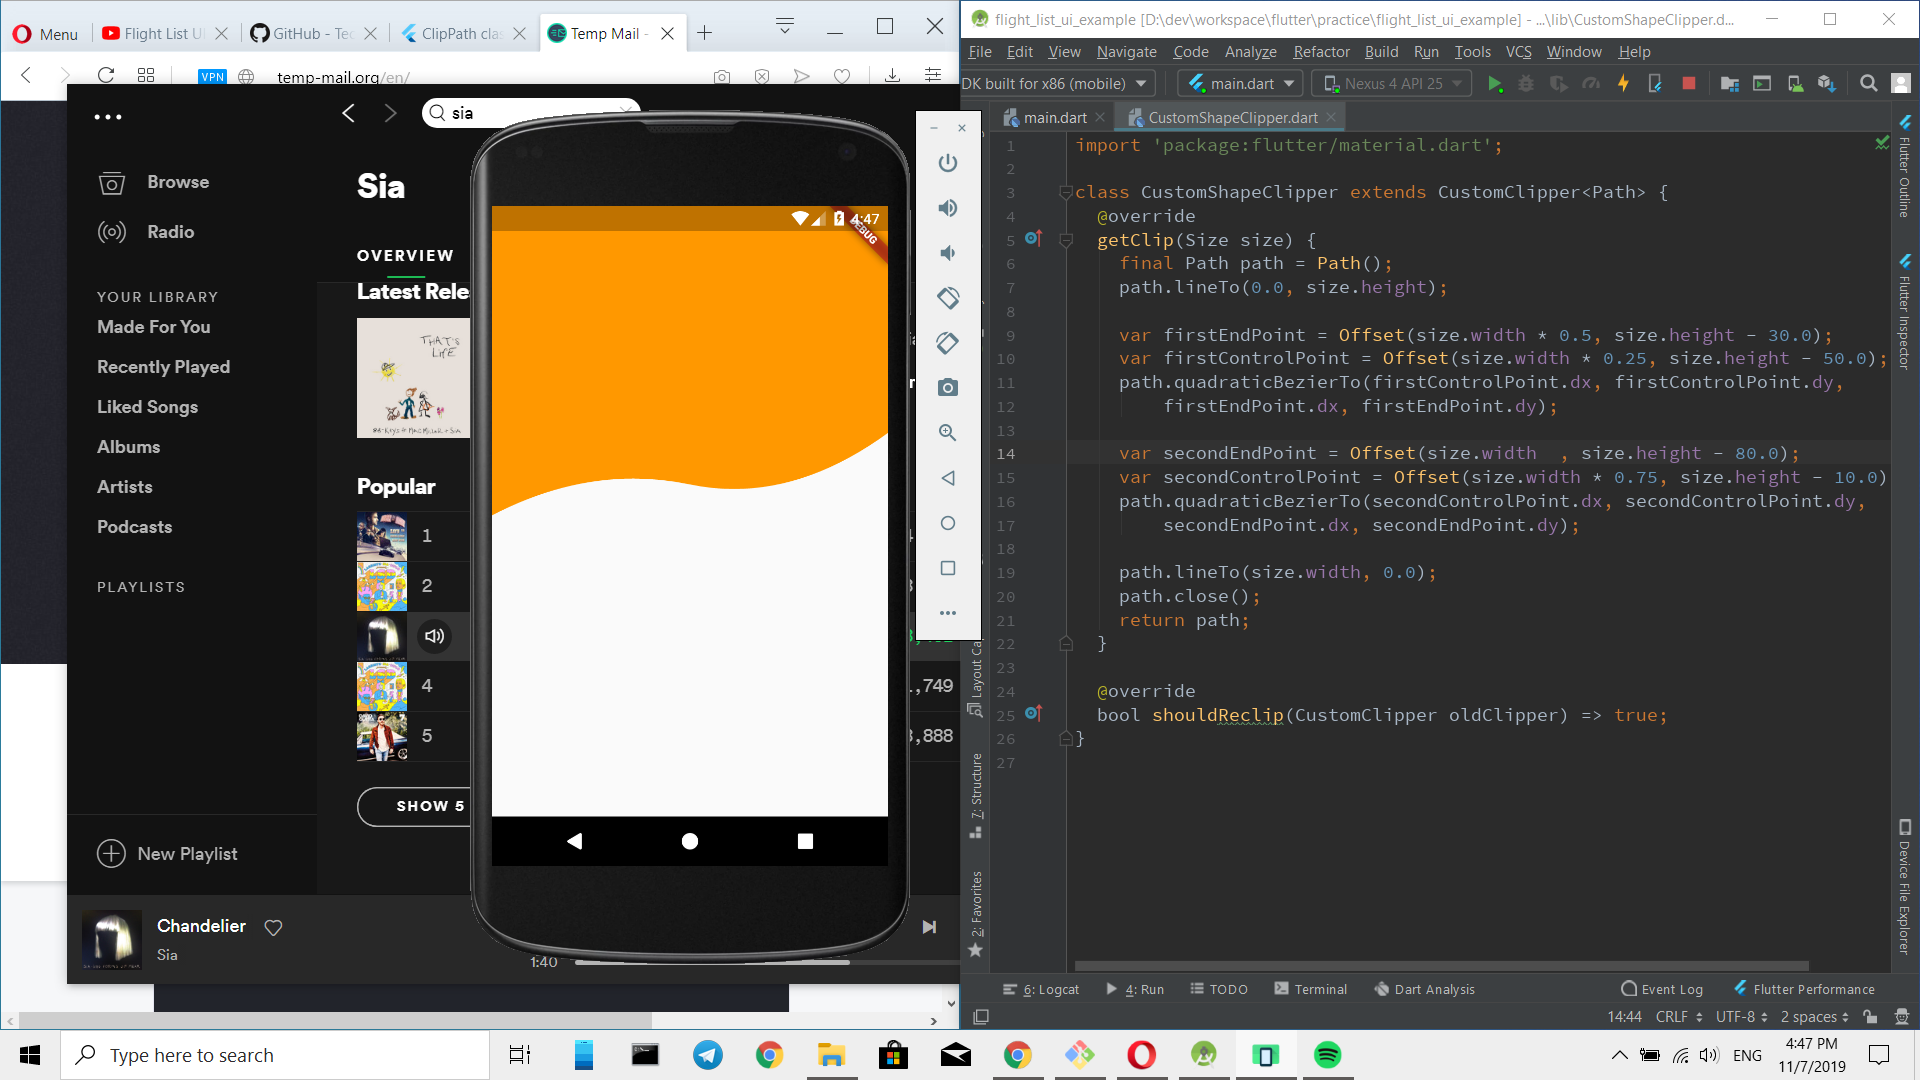 Menu
Flight List U
GitHub - Tec
ClipPath clas
Temp Mail -
VPN
temp-mail.org/en/
sia
Browse
Radio
YOUR LIBRARY
Made For You
Recently Played
Liked Songs
Albums
Artists
Podcasts
PLAYLISTS
New Playlist
Sia
OVERVIEW
Latest Rele
THAT'S
LIFE
Popular
1
2
4
5
,749
3,888
SHOW 5
Chandelier
Sia
1:40
4:47
DEBUG
flight_list_ui_example [D:\dev\workspace\flutter\practice\flight_list_ui_example] - ...\lib\CustomShapeClipper.d...
File Edit View Navigate Code Analyze Refactor Build Run Tools VCS Window Help
DK built for x86 (mobile)
main.dart
Nexus 4 API 25
main.dart
CustomShapeClipper.dart
1 import 'package:flutter/material.dart';
2
3 class CustomShapeClipper extends CustomClipper<Path> {
4 @override
5 getClip(Size size) {
6 final Path path = Path();
7 path.lineTo(0.0, size.height);
8
9 var firstEndPoint = Offset(size.width * 0.5, size.height - 30.0);
10 var firstControlPoint = Offset(size.width * 0.25, size.height - 50.0);
11 path.quadraticBezierTo(firstControlPoint.dx, firstControlPoint.dy,
12 firstEndPoint.dx, firstEndPoint.dy);
13
14 var secondEndPoint = Offset(size.width  , size.height - 80.0);
15 var secondControlPoint = Offset(size.width * 0.75, size.height - 10.0)
16 path.quadraticBezierTo(secondControlPoint.dx, secondControlPoint.dy,
17 secondEndPoint.dx, secondEndPoint.dy);
18
19 path.lineTo(size.width, 0.0);
20 path.close();
21 return path;
22 }
23
24 @override
25 bool shouldReclip(CustomClipper oldClipper) => true;
26 }
27
Layout Ca
7: Structure
2: Favorites
Flutter Outline
Flutter Inspector
Device File Explorer
6: Logcat
4: Run
TODO
Terminal
Dart Analysis
Event Log
Flutter Performance
14:44 CRLF UTF-8 2 spaces
Type here to search
ENG
4:47 PM
11/7/2019